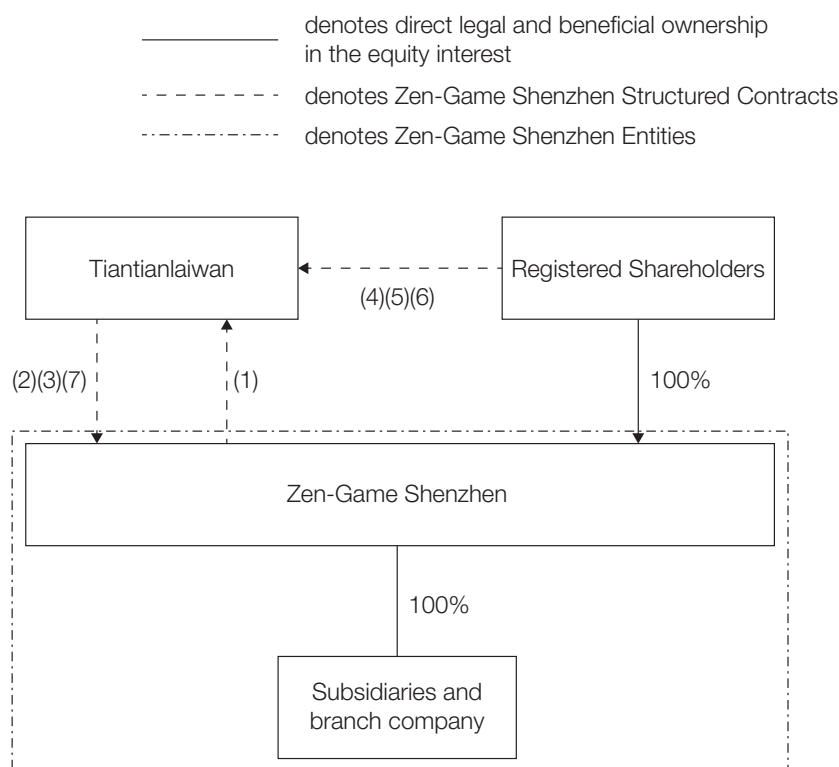 denotes direct legal and beneficial ownership
in the equity interest
denotes Zen-Game Shenzhen Structured Contracts
denotes Zen-Game Shenzhen Entities
Tiantianlaiwan
Registered Shareholders
(4)(5)(6)
(2)(3)(7)
(1)
100%
Zen-Game Shenzhen
100%
Subsidiaries and
branch company